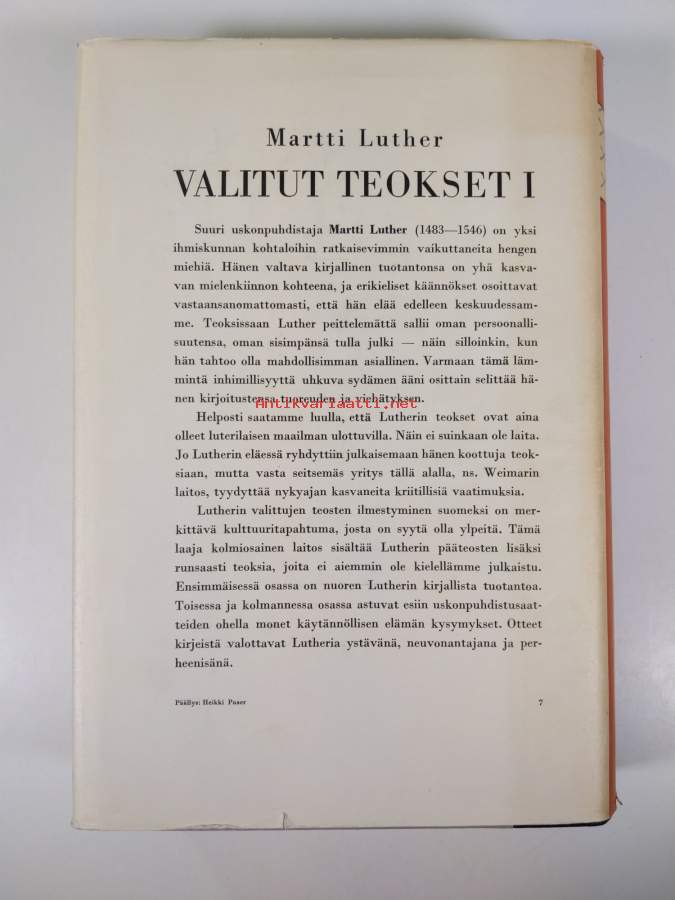 Martti Luther
VALITUT TEOKSET I
Suuri uskonpuhdistaja Martti Luther (1483—1546) on yksi
ihmiskunnan kohtaloihin ratkaisevimmin vaikuttaneita hengen
miehiä. Hänen valtava kirjallinen tuotantonsa on yhä kasva-
van mielenkiinnon kohteena, ja erikieliset käännökset osoittavat
vastaansanomattomasti, että hän elää edelleen keskuudessam-
me. Teoksissaan Luther peittelemättä sallii oman persoonalli-
suutensa, oman sisimpänsä tulla julki — näin silloinkin, kun
hän tahtoo olla mahdollisimman asiallinen. Varmaan tämä läm-
mintä inhimillisyyttä uhkuva sydämen ääni osittain selittää hä-
nen kirjoitustensa tuoreuden ja viehätyksen.
Antikvariaatti.net
Helposti saatamme luulla, että Lutherin teokset ovat aina
olleet luterilaisen maailman ulottuvilla. Näin ei suinkaan ole laita.
Jo Lutherin eläessä ryhdyttiin julkaisemaan hänen koottuja teok-
siaan, mutta vasta seitsemäs yritys tällä alalla, ns. Weimarin
laitos, tyydyttää nykyajan kasvaneita kriitillisiä vaatimuksia.
Lutherin valittujen teosten ilmestyminen suomeksi on mer-
kittävä kulttuuritapahtuma, josta on syytä olla ylpeitä. Tämä
laaja kolmiosainen laitos sisältää Lutherin pääteosten lisäksi
runsaasti teoksia, joita ei aiemmin ole kielellämme julkaistu.
Ensimmäisessä osassa on nuoren Lutherin kirjallista tuotantoa.
Toisessa ja kolmannessa osassa astuvat esiin uskonpuhdistusaat-
teiden ohella monet käytännöllisen elämän kysymykset. Otteet
kirjeistä valottavat Lutheria ystävänä, neuvonantajana ja per-
heenisänä.
Päällys: Heikki Paaer 7